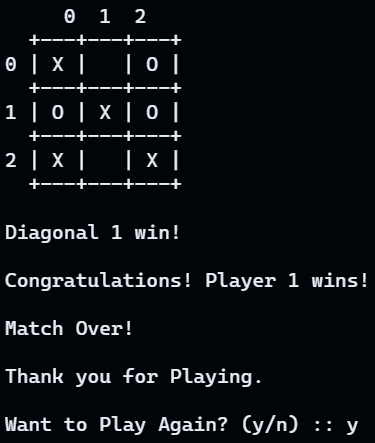 0 1 2
+---+---+---+
0 | X |   | O |
+---+---+---+
1 | O | X | O |
+---+---+---+
2 | X |   | X |
+---+---+---+
Diagonal 1 win!
Congratulations! Player 1 wins!
Match Over!
Thank you for Playing.
Want to Play Again? (y/n) :: y